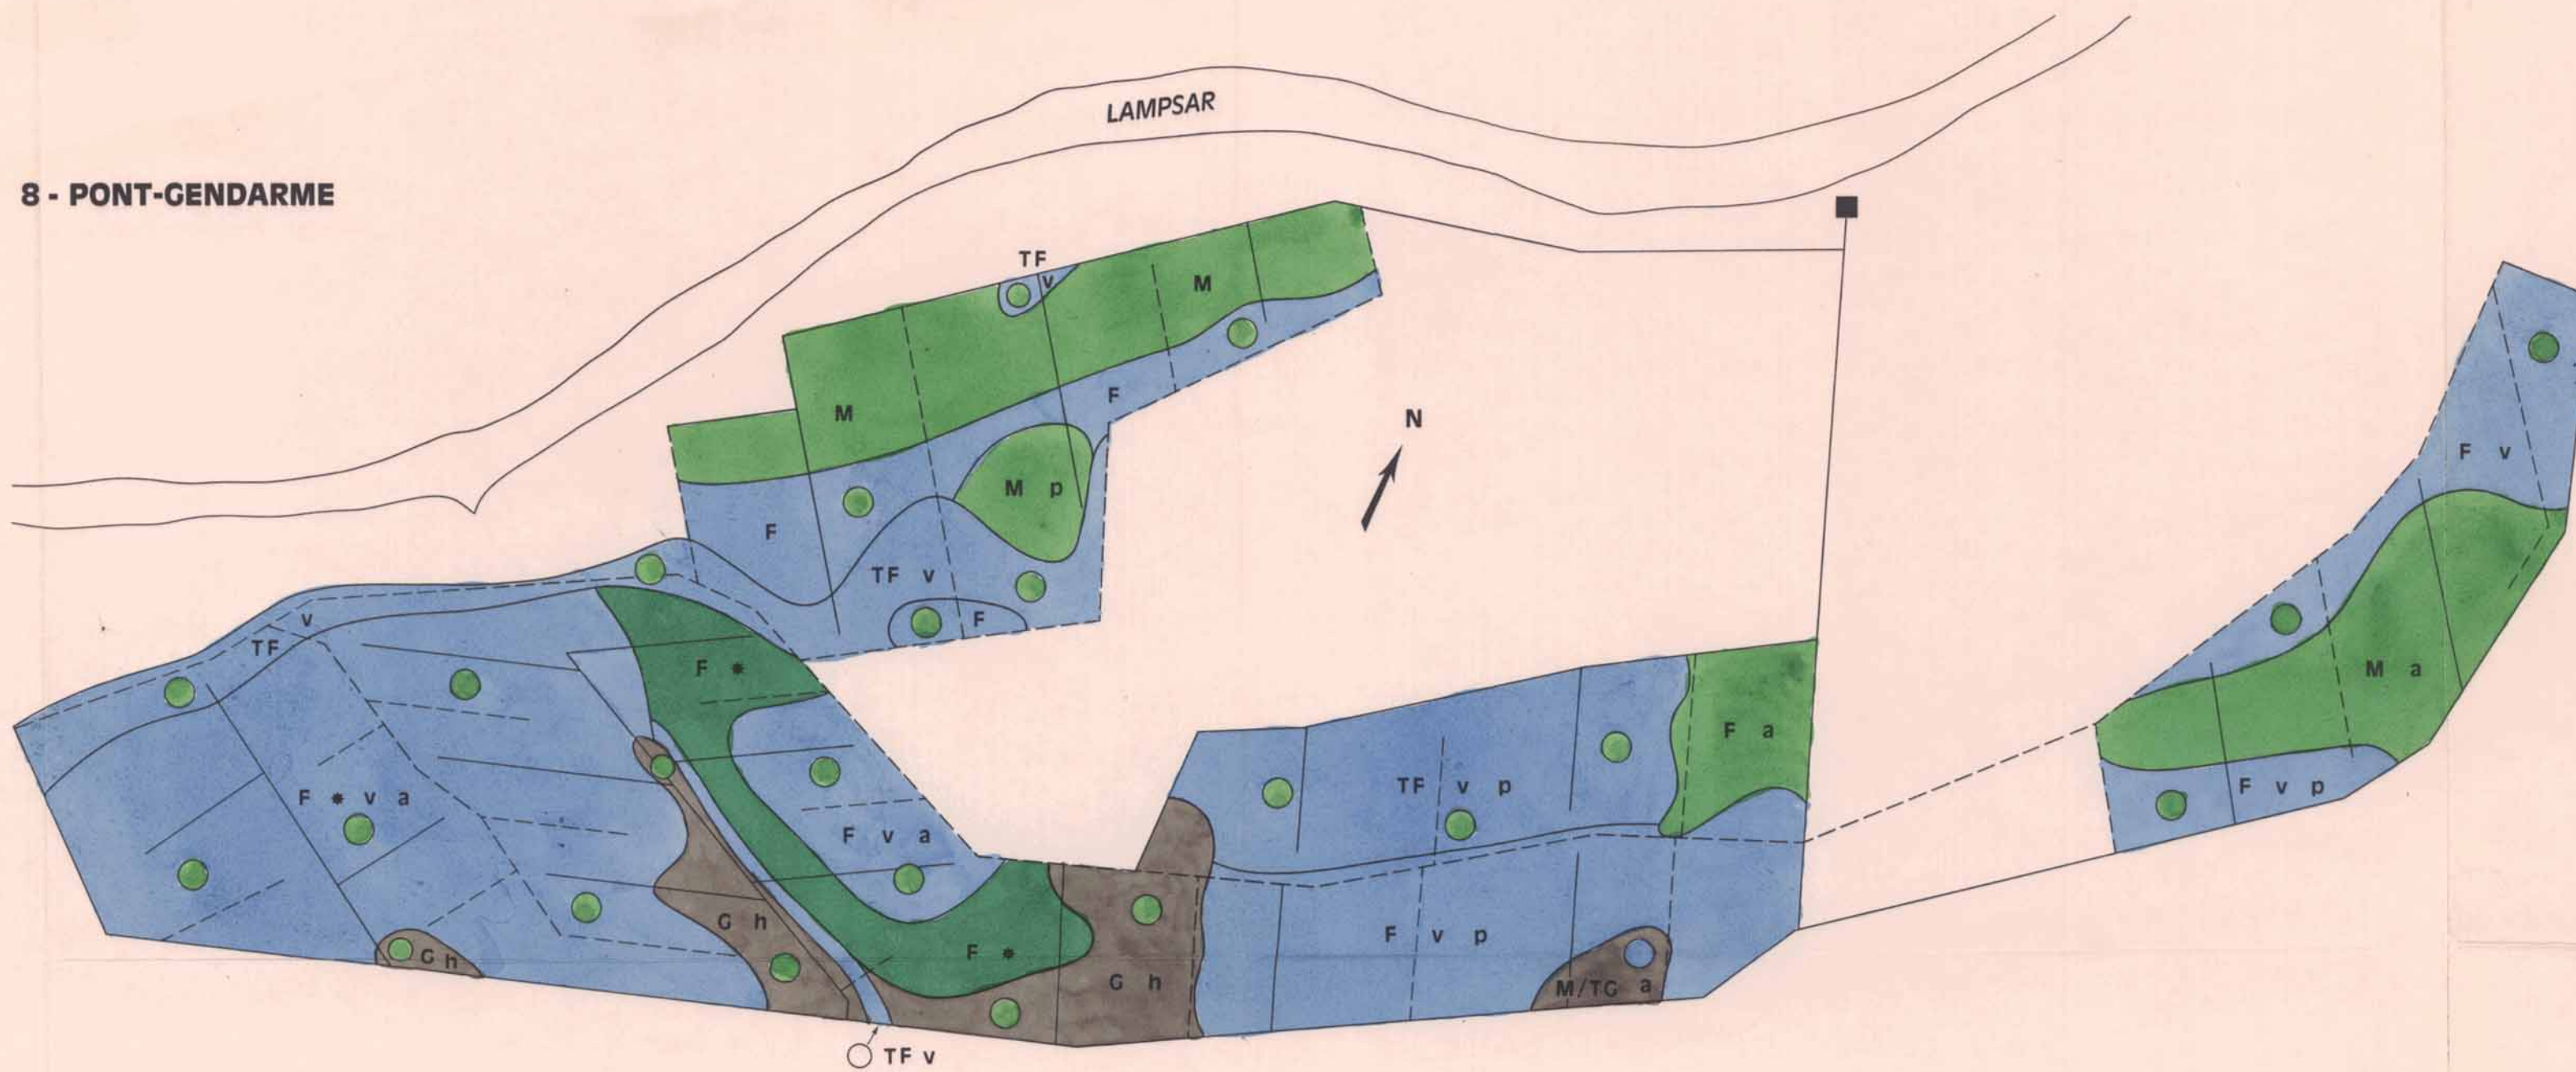 LAMPSAR
8 - PONT-GENDARME
TF
v
M
M
F
N
F v
M p
F
TF v
F
v
TF
F *
M a
F a
TF v p
F v p
F * v a
F v a
G h
F v p
F *
G h
G h
M/TG a
TF v